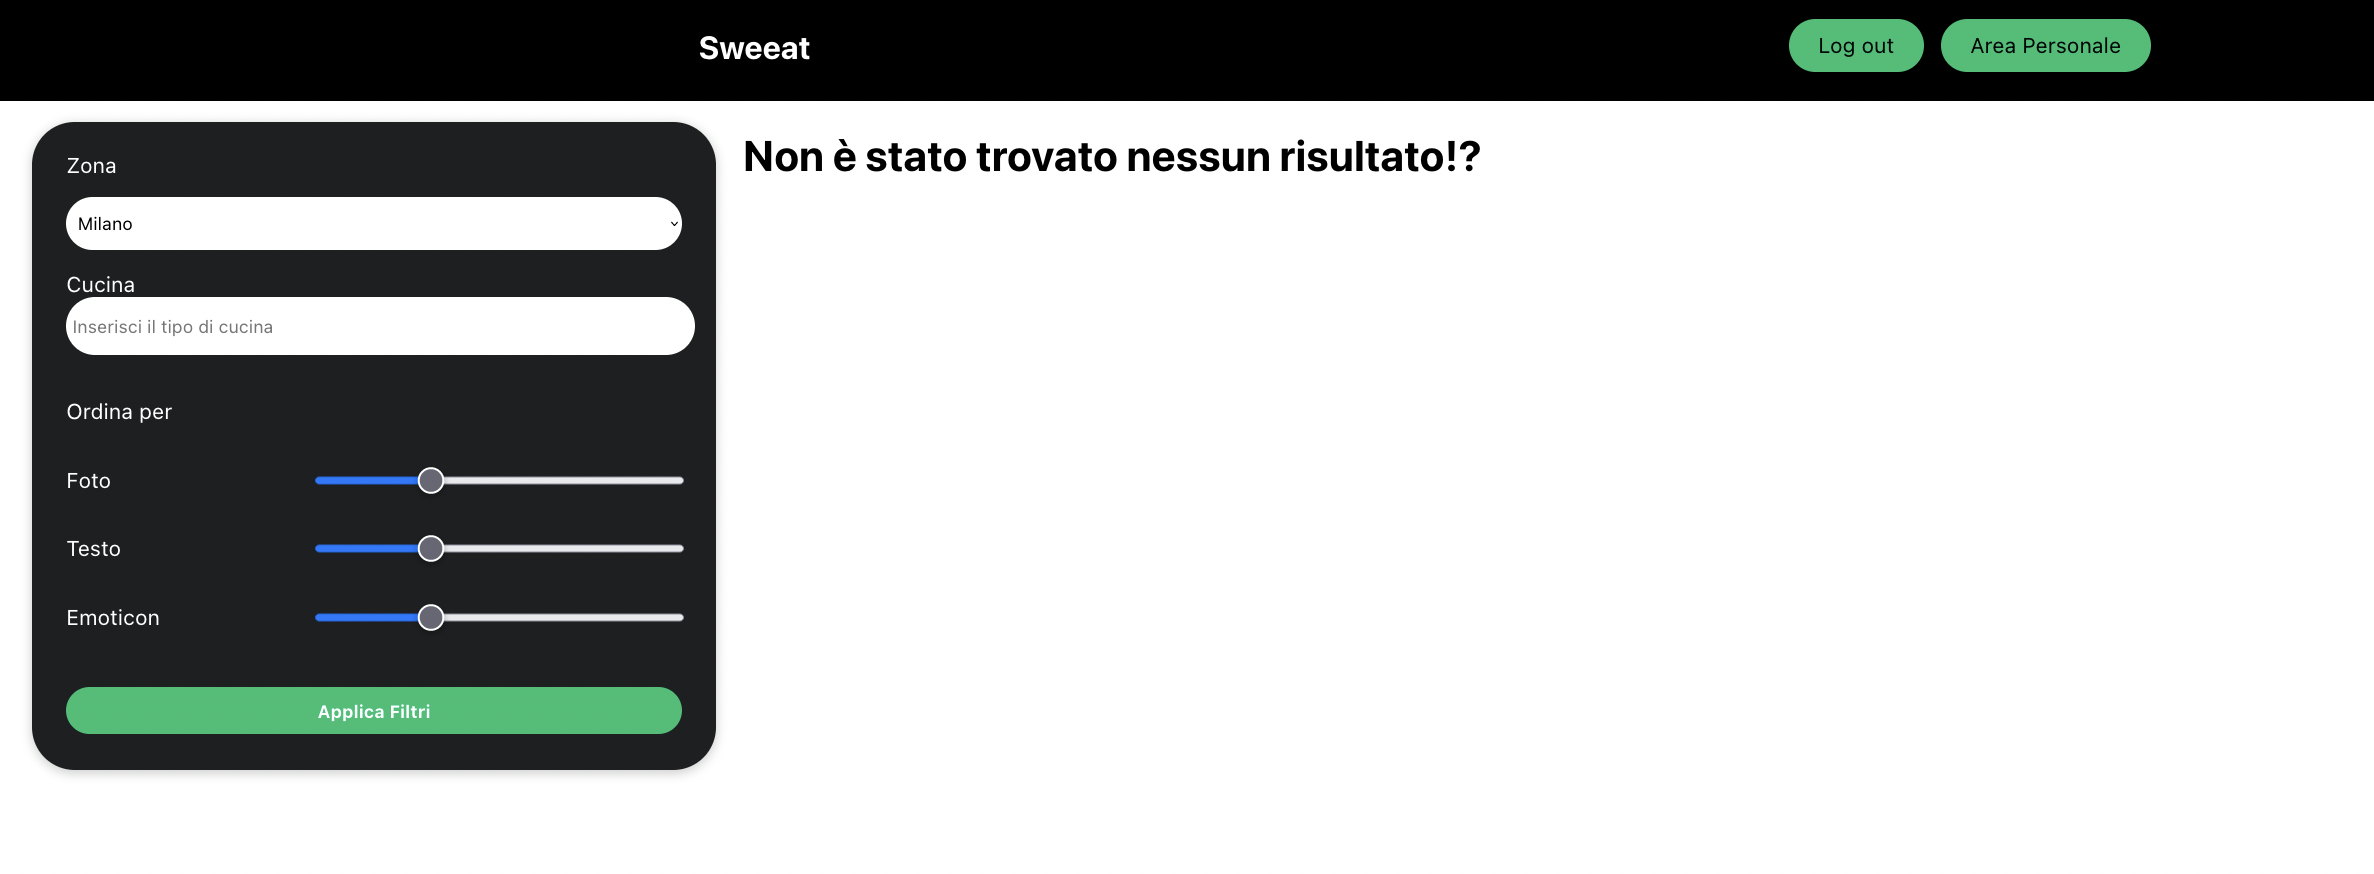 Sweeat
Log out
Area Personale
Zona
Milano
Cucina
Inserisci il tipo di cucina
Ordina per
Foto
Testo
Emoticon
Applica Filtri
Non è stato trovato nessun risultato!?